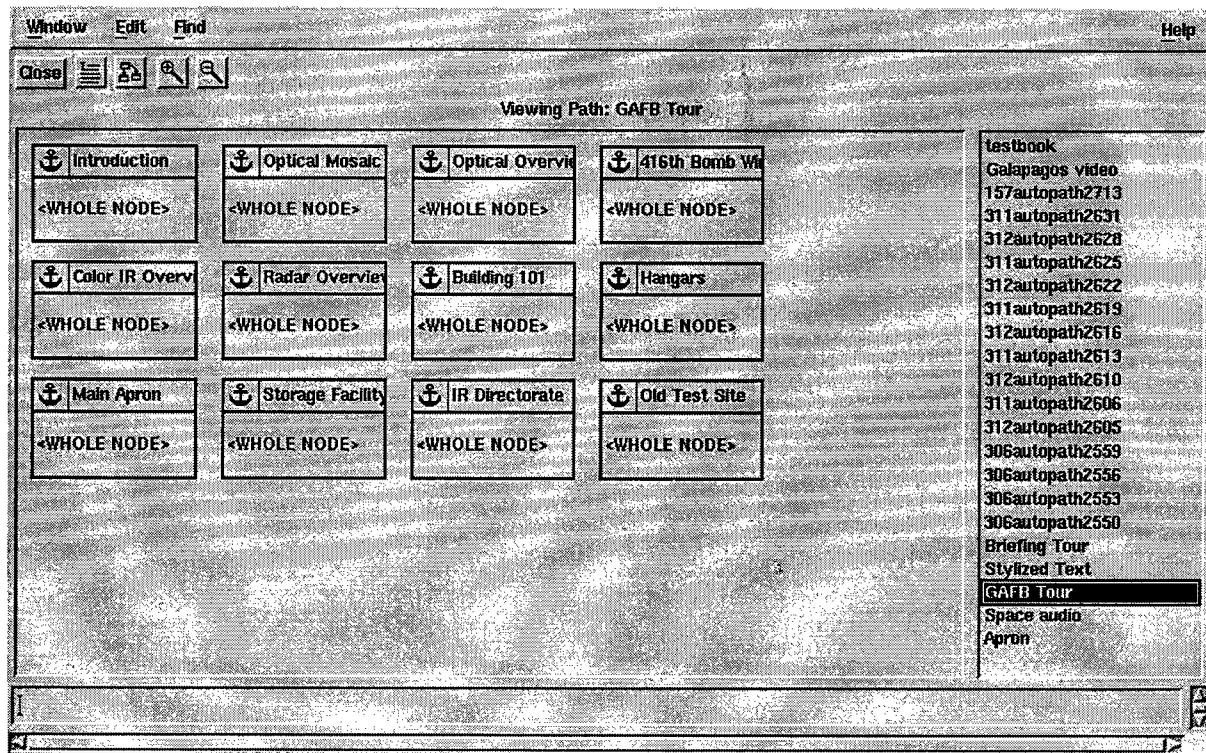 Window Edit Find Help
Close
Viewing Path: GAFB Tour
Introduction Optical Mosaic Optical Overvie 416th Bomb Wi
<WHOLE NODE> <WHOLE NODE> <WHOLE NODE> <WHOLE NODE>
Color IR Overvi Radar Overview Building 101 Hangars
<WHOLE NODE> <WHOLE NODE> <WHOLE NODE> <WHOLE NODE>
Main Apron Storage Facility IR Directorate Old Test Site
<WHOLE NODE> <WHOLE NODE> <WHOLE NODE> <WHOLE NODE>
testbook
Galapagos video
157autopath2713
311autopath2631
312autopath2628
311autopath2625
312autopath2622
311autopath2619
312autopath2616
311autopath2613
312autopath2610
311autopath2606
312autopath2605
306autopath2559
306autopath2556
306autopath2553
306autopath2550
Briefing Tour
Stylized Text
GAFB Tour
Space audio
Apron